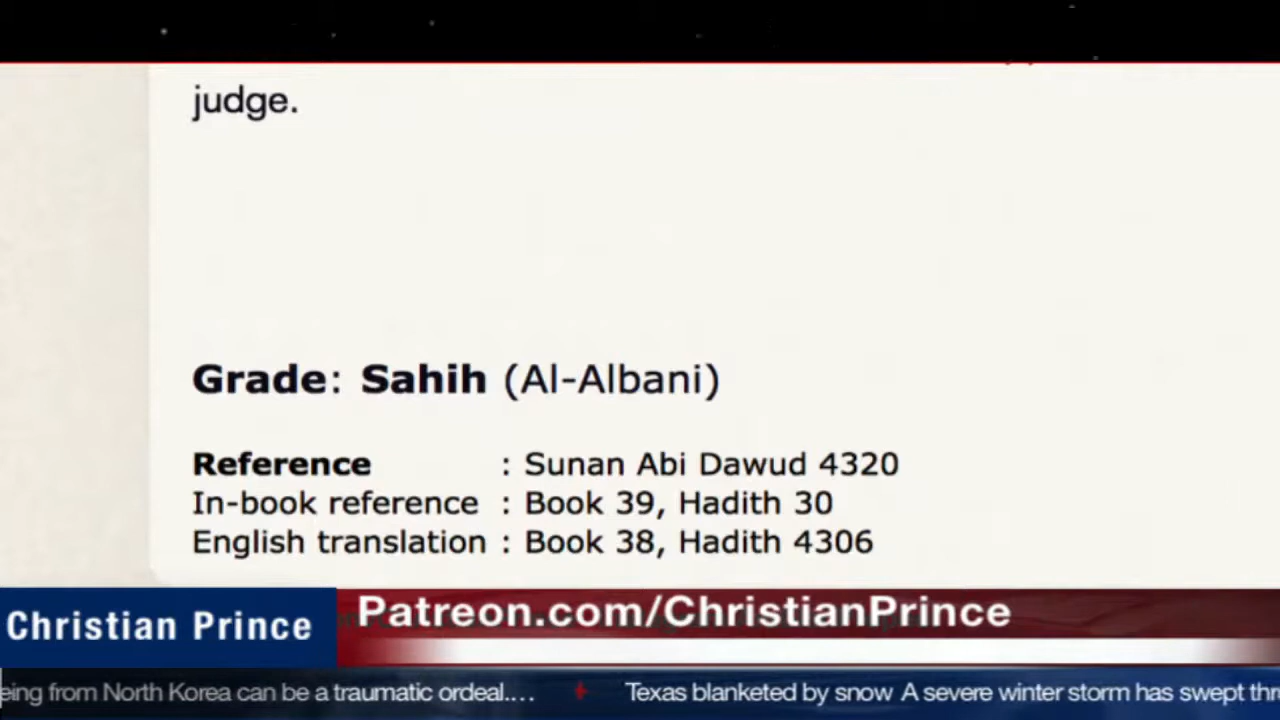 judge.
Grade: Sahih (Al-Albani)
Reference : Sunan Abi Dawud 4320
In-book reference : Book 39, Hadith 30
English translation : Book 38, Hadith 4306
Christian Prince
Patreon.com/ChristianPrince
eing from North Korea can be a traumatic ordeal.… Texas blanketed by snow A severe winter storm has swept thr